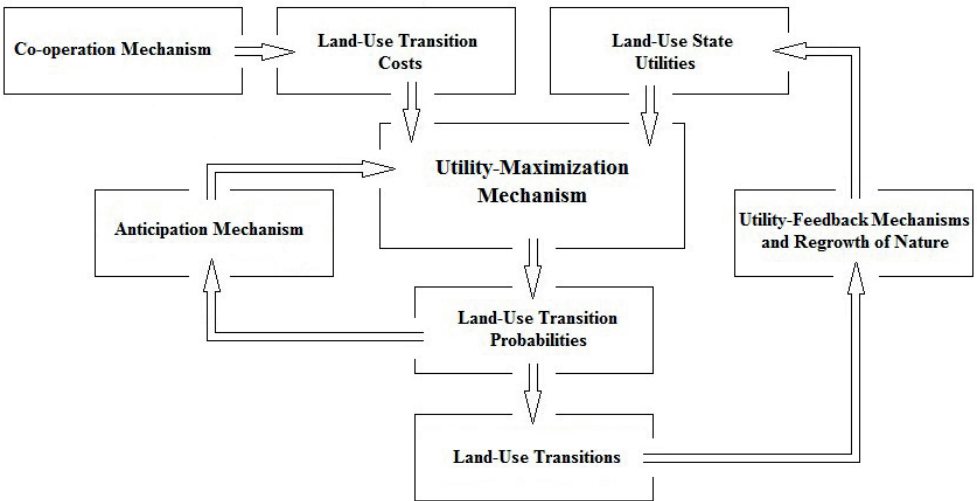 Co-operation Mechanism
Land-Use Transition
Costs
Land-Use State
Utilities
Utility-Maximization
Mechanism
Anticipation Mechanism
Utility-Feedback Mechanisms
and Regrowth of Nature
Land-Use Transition
Probabilities
Land-Use Transitions